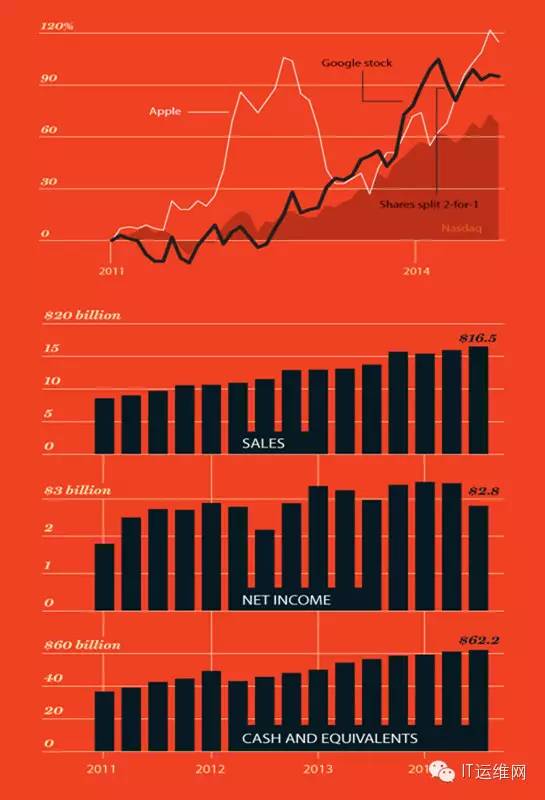 120%
Google stock
90
Apple
60
30
Shares split 2-for-1
Nasdaq
0
2011 2014
$20 billion
$16.5
15
10
5
SALES
0
$3 billion
$2.8
2
1
NET INCOME
0
$60 billion
$62.2
40
20
CASH AND EQUIVALENTS
0
2011 2012 2013
IT运维网